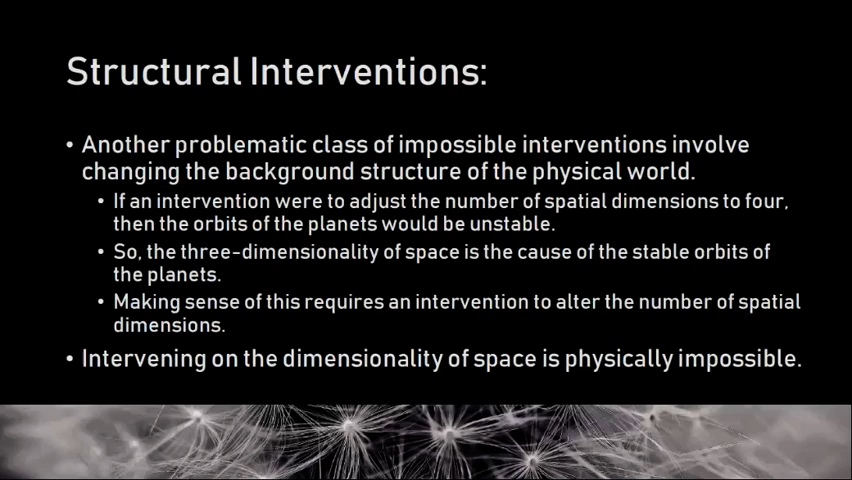 Structural Interventions:
• Another problematic class of impossible interventions involve
changing the background structure of the physical world.
• If an intervention were to adjust the number of spatial dimensions to four,
then the orbits of the planets would be unstable.
• So, the three-dimensionality of space is the cause of the stable orbits of
the planets.
• Making sense of this requires an intervention to alter the number of spatial
dimensions.
• Intervening on the dimensionality of space is physically impossible.